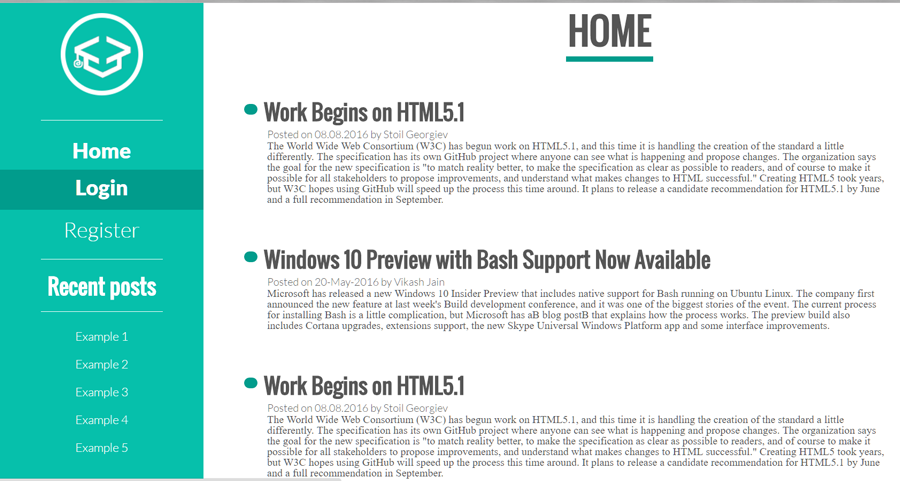 Home
Login
Register
Recent posts
Example 1
Example 2
Example 3
Example 4
Example 5
HOME
Work Begins on HTML5.1
Posted on 08.08.2016 by Stoil Georgiev
The World Wide Web Consortium (W3C) has begun work on HTML5.1, and this time it is handling the creation of the standard a little
differently. The specification has its own GitHub project where anyone can see what is happening and propose changes. The organization says
the goal for the new specification is "to match reality better, to make the specification as clear as possible to readers, and of course to make it
possible for all stakeholders to propose improvements, and understand what makes changes to HTML successful." Creating HTML5 took years,
but W3C hopes using GitHub will speed up the process this time around. It plans to release a candidate recommendation for HTML5.1 by June
and a full recommendation in September.
Windows 10 Preview with Bash Support Now Available
Posted on 20-May-2016 by Vikash Jain
Microsoft has released a new Windows 10 Insider Preview that includes native support for Bash running on Ubuntu Linux. The company first
announced the new feature at last week's Build development conference, and it was one of the biggest stories of the event. The current process
for installing Bash is a little complication, but Microsoft has aB blog postB that explains how the process works. The preview build also
includes Cortana upgrades, extensions support, the new Skype Universal Windows Platform app and some interface improvements.
Work Begins on HTML5.1
Posted on 08.08.2016 by Stoil Georgiev
The World Wide Web Consortium (W3C) has begun work on HTML5.1, and this time it is handling the creation of the standard a little
differently. The specification has its own GitHub project where anyone can see what is happening and propose changes. The organization says
the goal for the new specification is "to match reality better, to make the specification as clear as possible to readers, and of course to make it
possible for all stakeholders to propose improvements, and understand what makes changes to HTML successful." Creating HTML5 took years,
but W3C hopes using GitHub will speed up the process this time around. It plans to release a candidate recommendation for HTML5.1 by June
and a full recommendation in September.